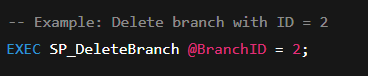 -- Example: Delete branch with ID = 2
EXEC SP_DeleteBranch @BranchID = 2;